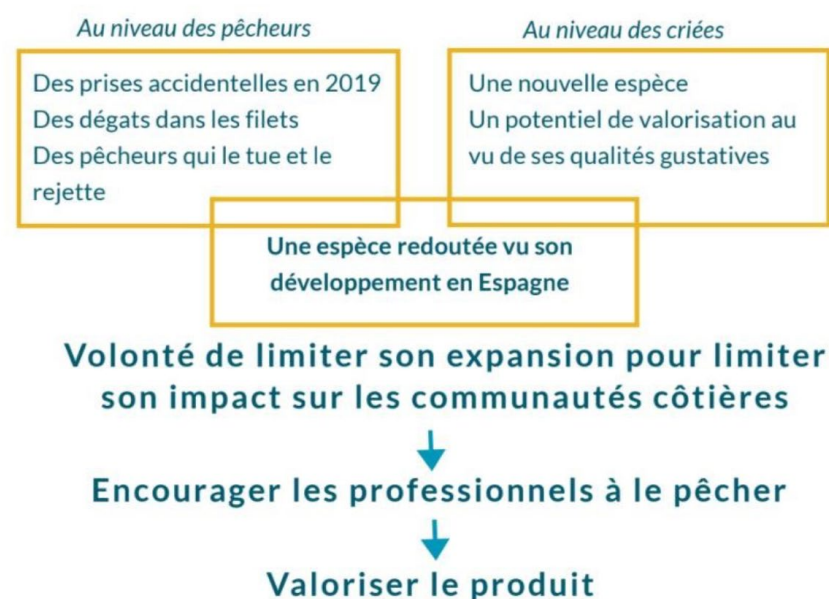 Au niveau des pêcheurs
Des prises accidentelles en 2019
Des dégats dans les filets
Des pêcheurs qui le tue et le
rejette
Au niveau des criées
Une nouvelle espèce
Un potentiel de valorisation au
vu de ses qualités gustatives
Une espèce redoutée vu son
développement en Espagne
Volonté de limiter son expansion pour limiter
son impact sur les communautés côtières
Encourager les professionnels à le pêcher
Valoriser le produit